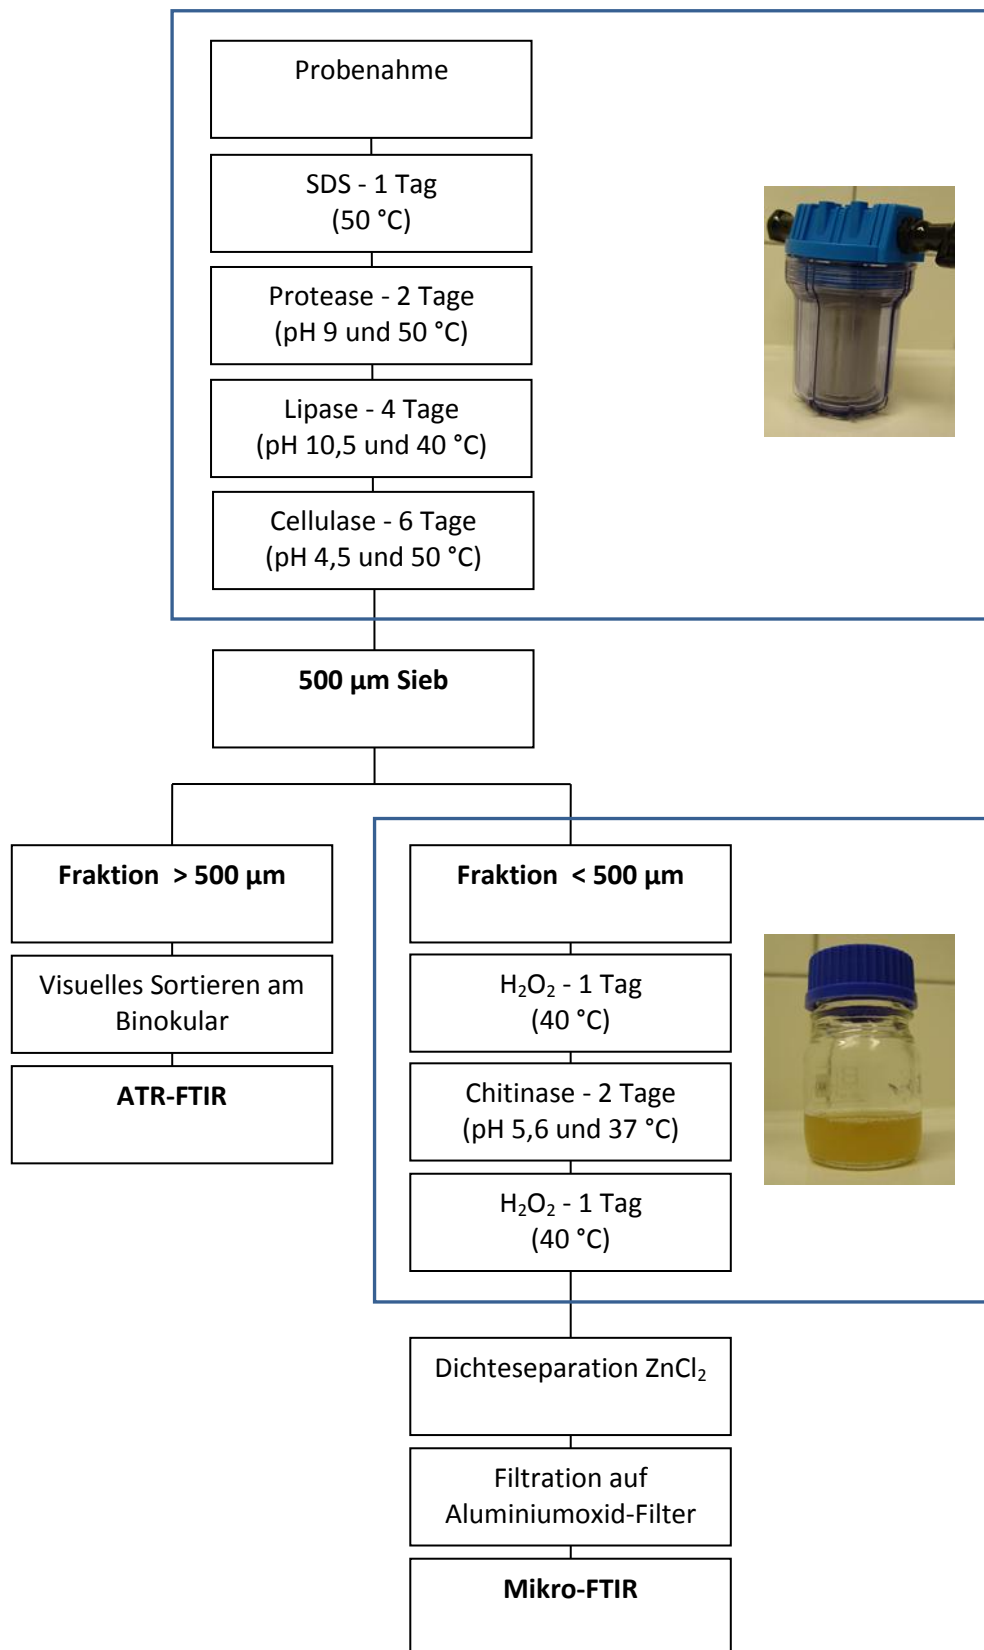 Probenahme
SDS - 1 Tag
(50 °C)
Protease - 2 Tage
(pH 9 und 50 °C)
Lipase - 4 Tage
(pH 10,5 und 40 °C)
Cellulase - 6 Tage
(pH 4,5 und 50 °C)
500 µm Sieb
Fraktion > 500 µm
Visuelles Sortieren am
Binokular
ATR-FTIR
Fraktion < 500 µm
H₂O₂ - 1 Tag
(40 °C)
Chitinase - 2 Tage
(pH 5,6 und 37 °C)
H₂O₂ - 1 Tag
(40 °C)
Dichteseparation ZnCl₂
Filtration auf
Aluminiumoxid-Filter
Mikro-FTIR